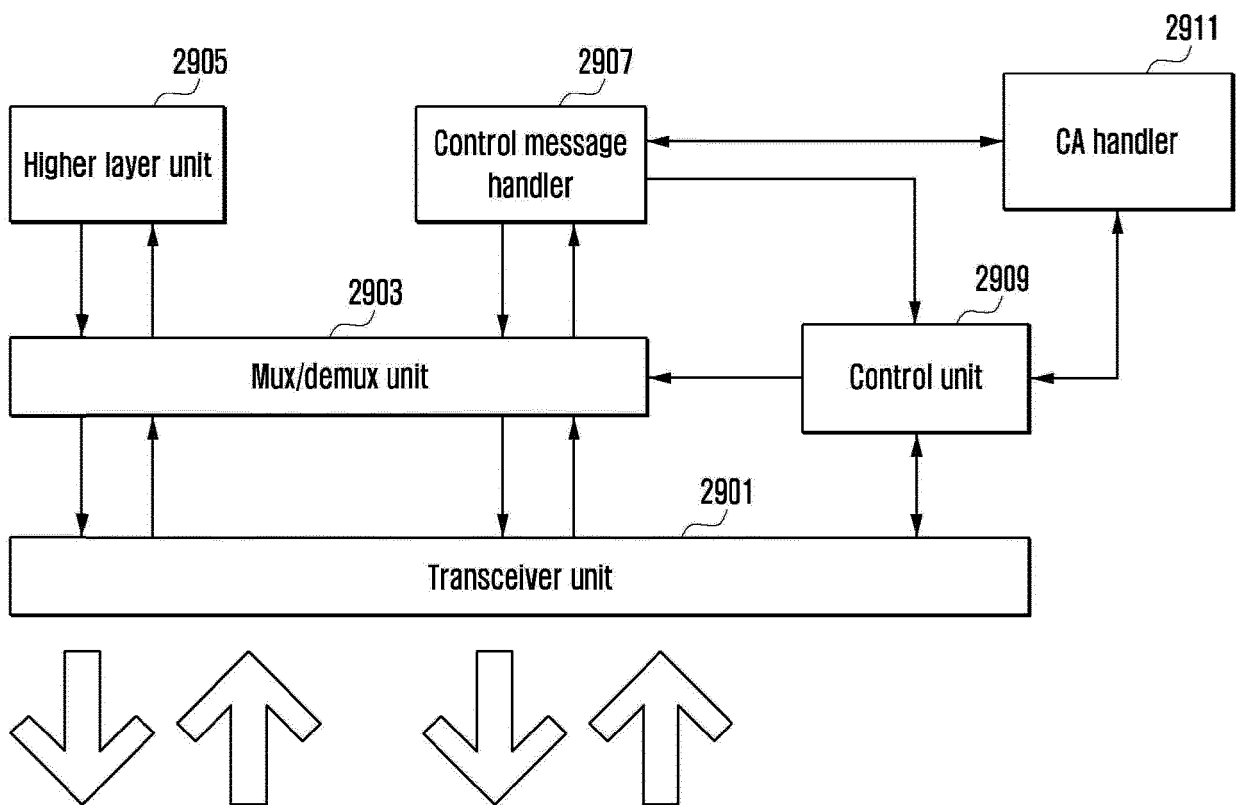 2911
2905
2907
Higher layer unit
Control message
handler
CA handler
2903
2909
Mux/demux unit
Control unit
2901
Transceiver unit